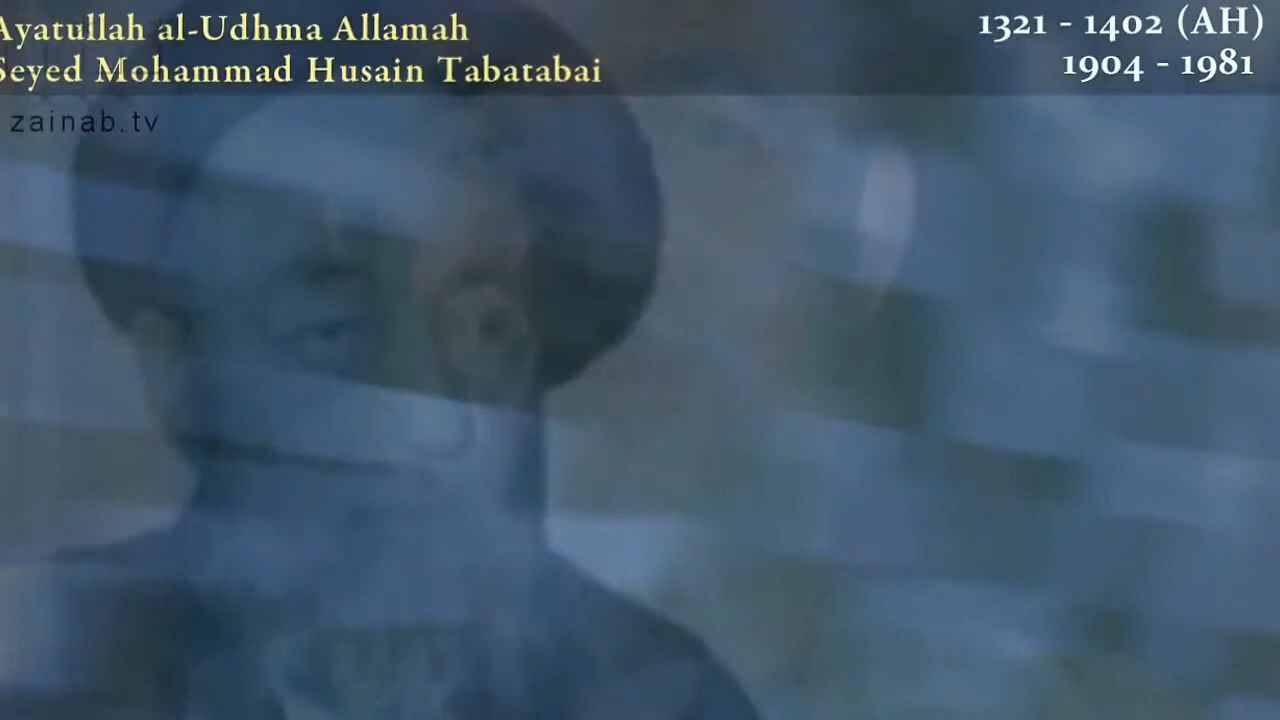 Ayatullah al-Udhma Allamah
Seyed Mohammad Husain Tabatabai
1321 - 1402 (AH)
1904 - 1981
zainab.tv